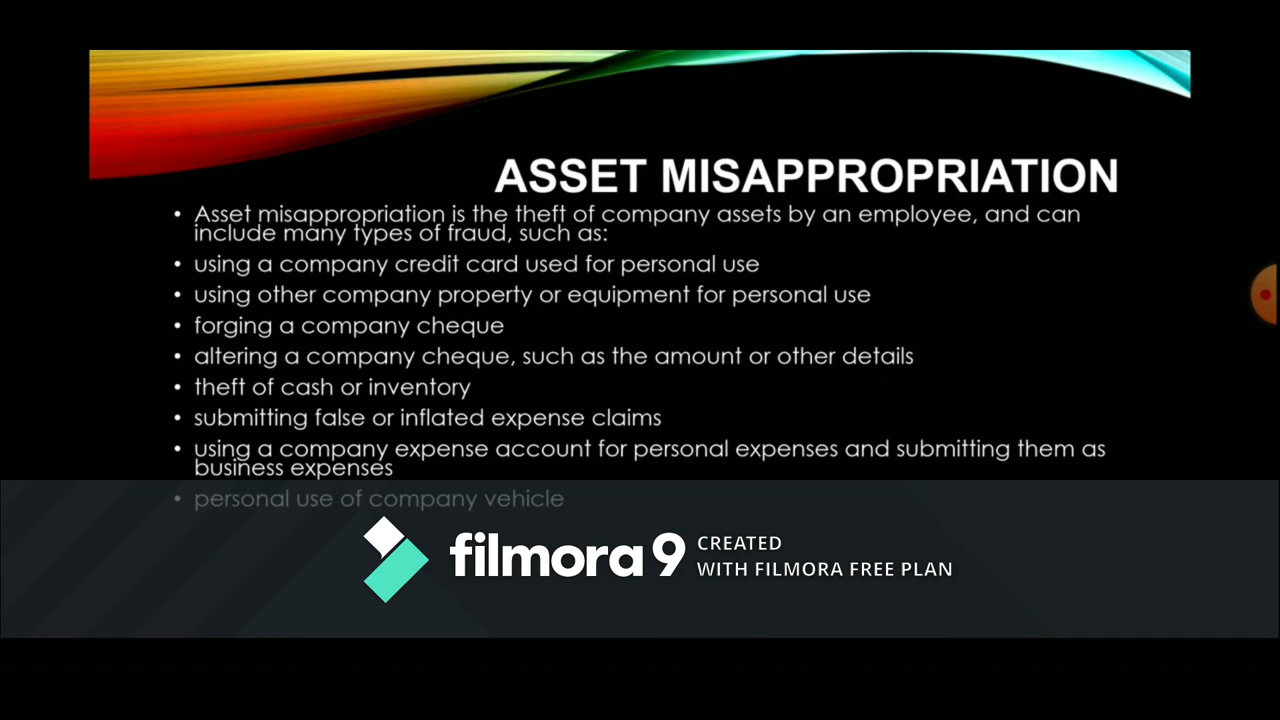 ASSET MISAPPROPRIATION
• Asset misappropriation is the theft of company assets by an employee, and can
include many types of fraud, such as:
• using a company credit card used for personal use
• using other company property or equipment for personal use
• forging a company cheque
• altering a company cheque, such as the amount or other details
• theft of cash or inventory
• submitting false or inflated expense claims
• using a company expense account for personal expenses and submitting them as
business expenses
• personal use of company vehicle
filmora 9
CREATED
WITH FILMORA FREE PLAN